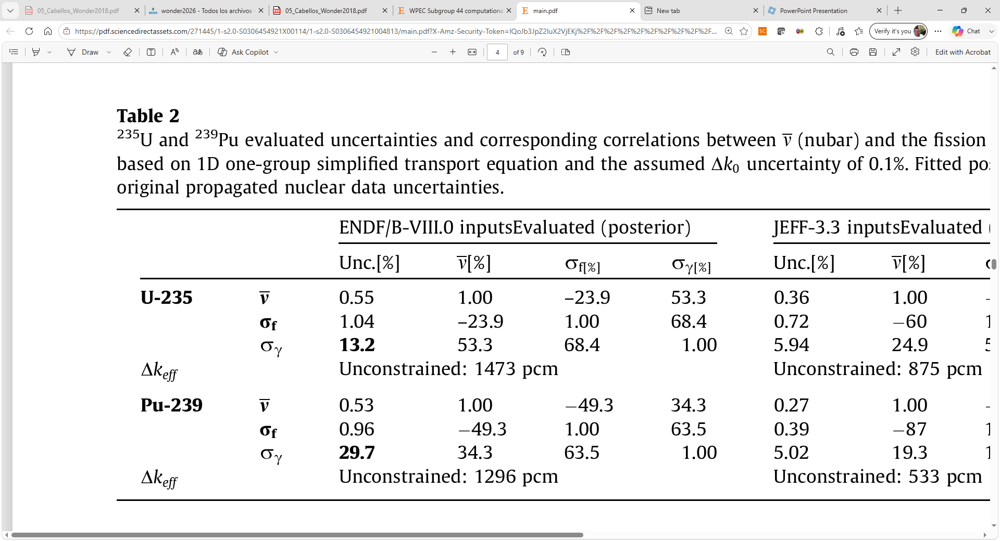 05_Cabellos_Wonder2018.pdf
wonder2026 - Todos los archivos -
05_Cabellos_Wonder2018.pdf
WPEC Subgroup 44 computationa
main.pdf
New tab
PowerPoint Presentation
https://pdf.sciencedirectassets.com/271445/1-s2.0-S0306454921X00114/1-s2.0-S0306454921004813/main.pdf?X-Amz-Security-Token=IQoJb3JpZ2luX2VjEKj%2F%2F%2F%2F%2F%2F%2F%2F%2F%2F...
SC
Verify it's you
Chat
Draw
Ask Copilot
4
of 9
Edit with Acrobat
Table 2
²³⁵U and ²³⁹Pu evaluated uncertainties and corresponding correlations between ν̅ (nubar) and the fission
based on 1D one-group simplified transport equation and the assumed Δk₀ uncertainty of 0.1%. Fitted po
original propagated nuclear data uncertainties.
ENDF/B-VIII.0 inputsEvaluated (posterior) JEFF-3.3 inputsEvaluated (
Unc.[%] ν̅[%] σf[%] σγ[%] Unc.[%] ν̅[%]
U-235 ν̅ 0.55 1.00 –23.9 53.3 0.36 1.00 –
σf 1.04 –23.9 1.00 68.4 0.72 −60 1
σγ 13.2 53.3 68.4 1.00 5.94 24.9 5
Δkeff Unconstrained: 1473 pcm Unconstrained: 875 pcm
Pu-239 ν̅ 0.53 1.00 −49.3 34.3 0.27 1.00 –
σf 0.96 −49.3 1.00 63.5 0.39 −87 1
σγ 29.7 34.3 63.5 1.00 5.02 19.3 1
Δkeff Unconstrained: 1296 pcm Unconstrained: 533 pcm